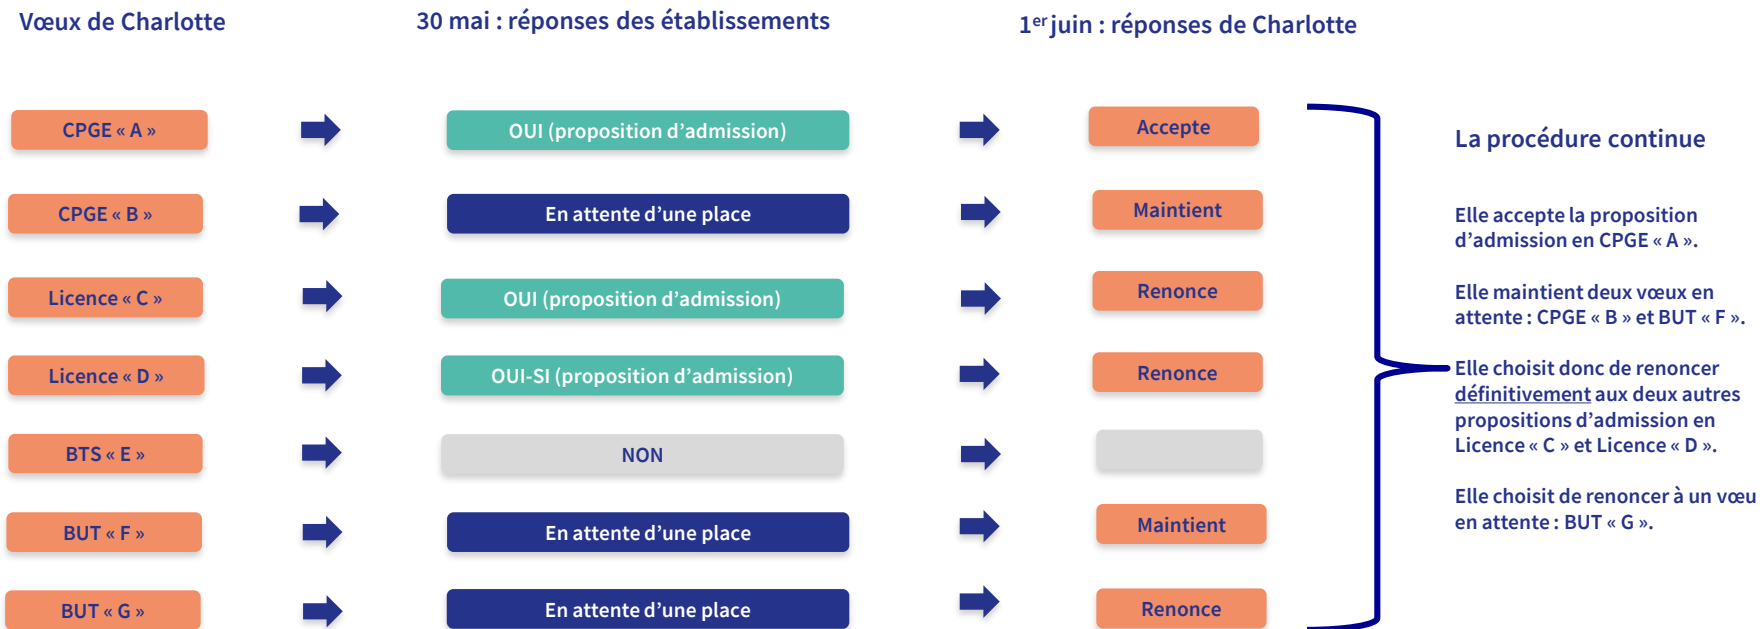 Vœux de Charlotte
30 mai : réponses des établissements
1er juin : réponses de Charlotte
CPGE « A »
OUI (proposition d’admission)
Accepte
CPGE « B »
En attente d’une place
Maintient
Licence « C »
OUI (proposition d’admission)
Renonce
Licence « D »
OUI-SI (proposition d’admission)
Renonce
BTS « E »
NON
BUT « F »
En attente d’une place
Maintient
BUT « G »
En attente d’une place
Renonce
La procédure continue
Elle accepte la proposition
d’admission en CPGE « A ».
Elle maintient deux vœux en
attente : CPGE « B » et BUT « F ».
Elle choisit donc de renoncer
définitivement aux deux autres
propositions d’admission en
Licence « C » et Licence « D ».
Elle choisit de renoncer à un vœu
en attente : BUT « G ».